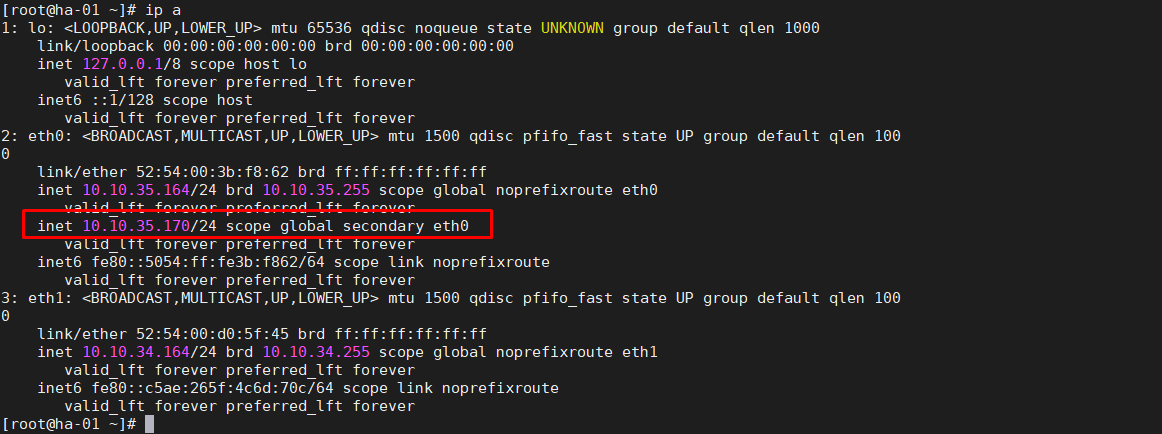 [root@ha-01 ~]# ip a
1: lo: <LOOPBACK,UP,LOWER_UP> mtu 65536 qdisc noqueue state UNKNOWN group default qlen 1000
    link/loopback 00:00:00:00:00:00 brd 00:00:00:00:00:00
    inet 127.0.0.1/8 scope host lo
       valid_lft forever preferred_lft forever
    inet6 ::1/128 scope host
       valid_lft forever preferred_lft forever
2: eth0: <BROADCAST,MULTICAST,UP,LOWER_UP> mtu 1500 qdisc pfifo_fast state UP group default qlen 100
0
    link/ether 52:54:00:3b:f8:62 brd ff:ff:ff:ff:ff:ff
    inet 10.10.35.164/24 brd 10.10.35.255 scope global noprefixroute eth0
       valid_lft forever preferred_lft forever
    inet 10.10.35.170/24 scope global secondary eth0
       valid_lft forever preferred_lft forever
    inet6 fe80::5054:ff:fe3b:f862/64 scope link noprefixroute
       valid_lft forever preferred_lft forever
3: eth1: <BROADCAST,MULTICAST,UP,LOWER_UP> mtu 1500 qdisc pfifo_fast state UP group default qlen 100
0
    link/ether 52:54:00:d0:5f:45 brd ff:ff:ff:ff:ff:ff
    inet 10.10.34.164/24 brd 10.10.34.255 scope global noprefixroute eth1
       valid_lft forever preferred_lft forever
    inet6 fe80::c5ae:265f:4c6d:70c/64 scope link noprefixroute
       valid_lft forever preferred_lft forever
[root@ha-01 ~]#